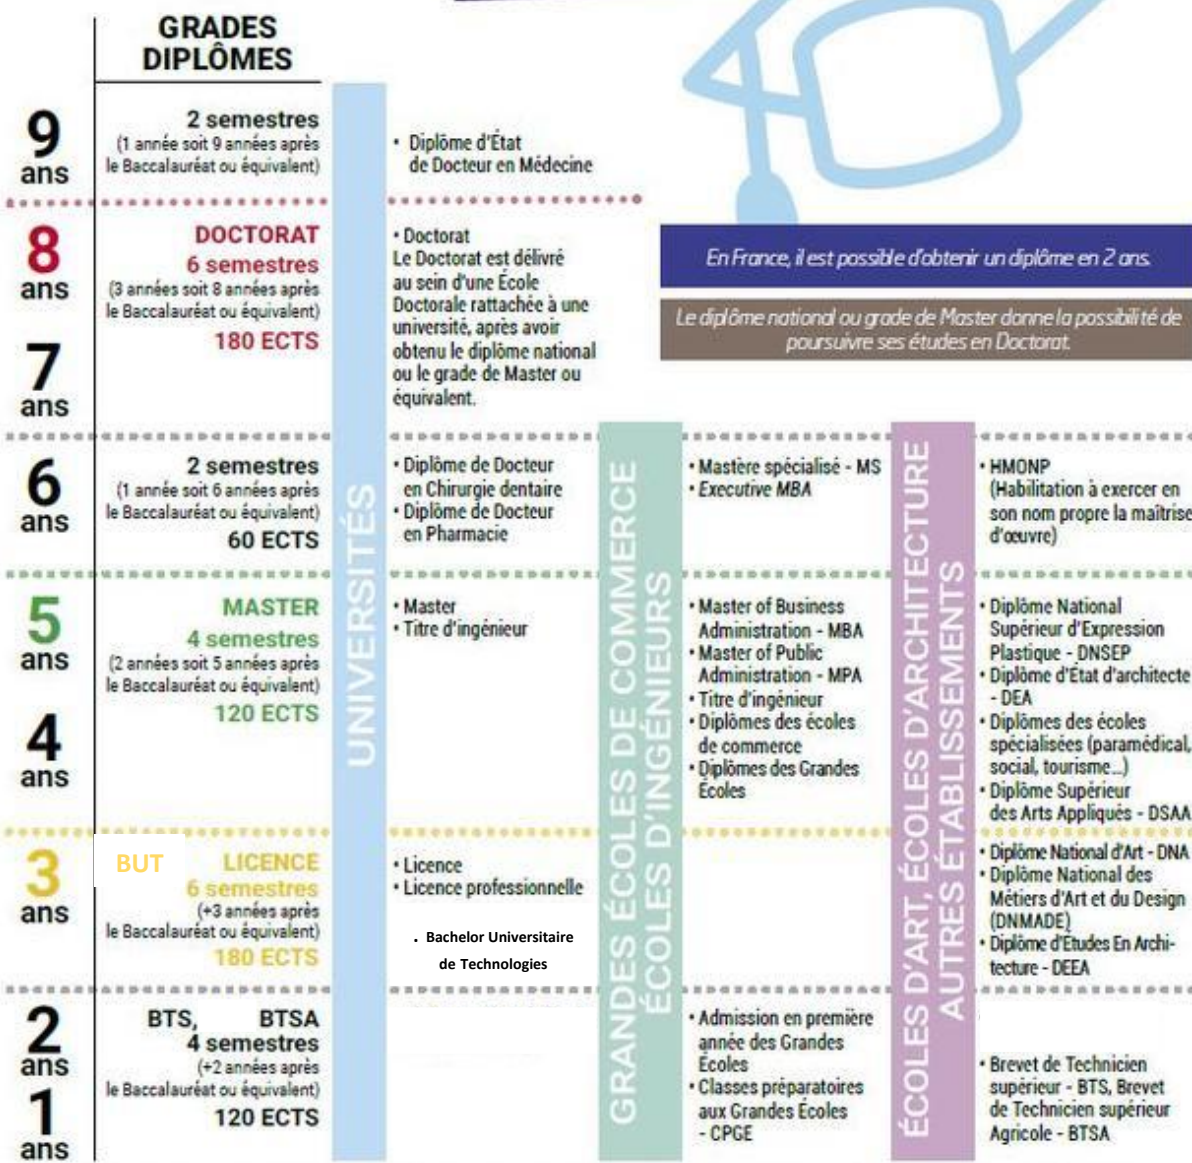 GRADES
DIPLÔMES
9
ans
2 semestres
(1 année soit 9 années après
le Baccalauréat ou équivalent)
• Diplôme d'État
de Docteur en Médecine
8
ans
7
ans
DOCTORAT
6 semestres
(3 années soit 8 années après
le Baccalauréat ou équivalent)
180 ECTS
• Doctorat
Le Doctorat est délivré
au sein d'une École
Doctorale rattachée à une
université, après avoir
obtenu le diplôme national
ou le grade de Master ou
équivalent.
En France, il est possible d'obtenir un diplôme en 2 ans.
Le diplôme national ou grade de Master donne la possibilité de
poursuivre ses études en Doctorat.
UNIVERSITÉS
GRANDES ÉCOLES DE COMMERCE
ÉCOLES D'INGÉNIEURS
ÉCOLES D'ART, ÉCOLES D'ARCHITECTURE
AUTRES ÉTABLISSEMENTS
6
ans
2 semestres
(1 année soit 6 années après
le Baccalauréat ou équivalent)
60 ECTS
• Diplôme de Docteur
en Chirurgie dentaire
• Diplôme de Docteur
en Pharmacie
• Mastère spécialisé - MS
• Executive MBA
• HMONP
(Habilitation à exercer en
son nom propre la maîtrise
d'œuvre)
5
ans
4
ans
MASTER
4 semestres
(2 années soit 5 années après
le Baccalauréat ou équivalent)
120 ECTS
• Master
• Titre d'ingénieur
• Master of Business
Administration - MBA
• Master of Public
Administration - MPA
• Titre d'ingénieur
• Diplômes des écoles
de commerce
• Diplômes des Grandes
Écoles
• Diplôme National
Supérieur d'Expression
Plastique - DNSEP
• Diplôme d'État d'architecte
- DEA
• Diplômes des écoles
spécialisées (paramédical,
social, tourisme...)
• Diplôme Supérieur
des Arts Appliqués - DSAA
3
ans
BUT LICENCE
6 semestres
(+3 années après
le Baccalauréat ou équivalent)
180 ECTS
• Licence
• Licence professionnelle
. Bachelor Universitaire
de Technologies
• Diplôme National d'Art - DNA
• Diplôme National des
Métiers d'Art et du Design
(DNMADE)
• Diplôme d'Etudes En Archi-
tecture - DEEA
2
ans
1
ans
BTS, BTSA
4 semestres
(+2 années après
le Baccalauréat ou équivalent)
120 ECTS
• Admission en première
année des Grandes
Écoles
• Classes préparatoires
aux Grandes Écoles
- CPGE
• Brevet de Technicien
supérieur - BTS, Brevet
de Technicien supérieur
Agricole - BTSA